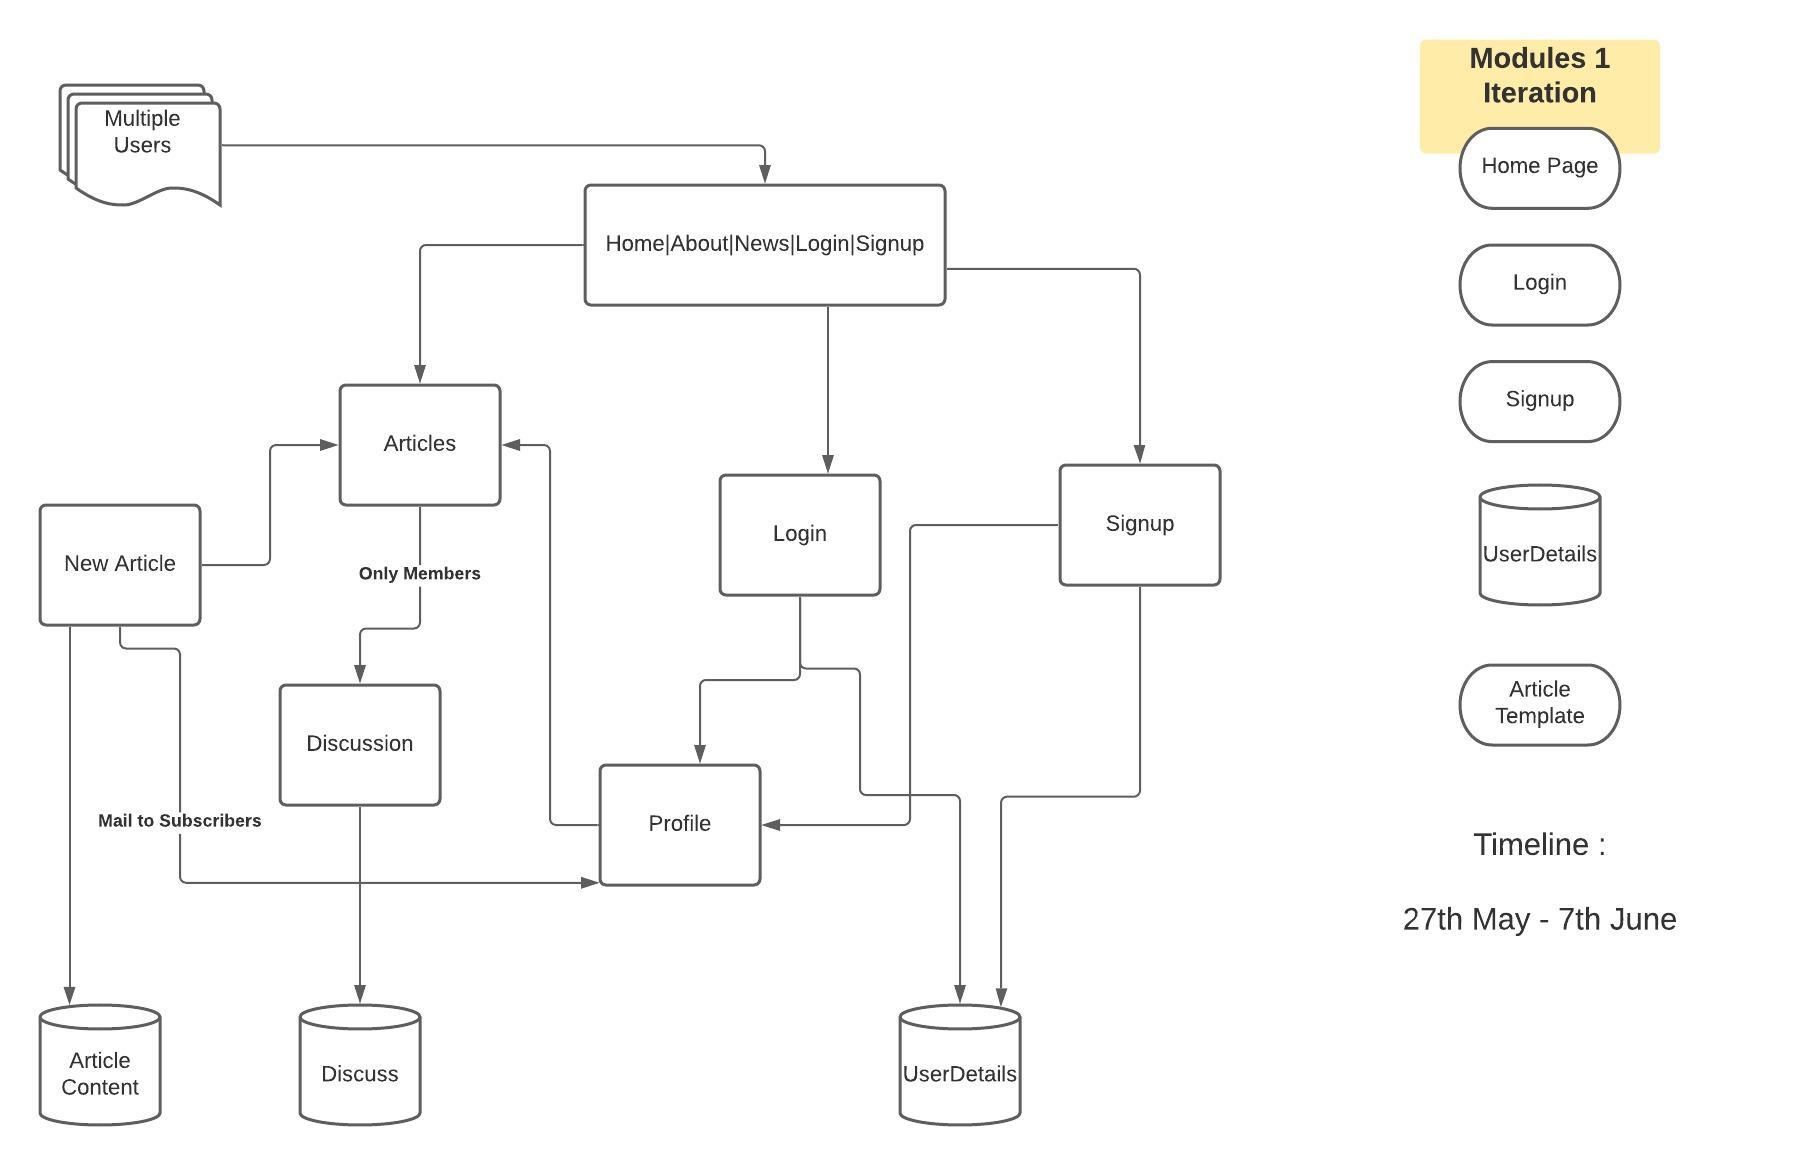 Multiple
Users
Home|About|News|Login|Signup
Articles
New Article
Only Members
Login
Signup
Discussion
Mail to Subscribers
Profile
Article
Content
Discuss
UserDetails
Modules 1
Iteration
Home Page
Login
Signup
UserDetails
Article
Template
Timeline :
27th May - 7th June